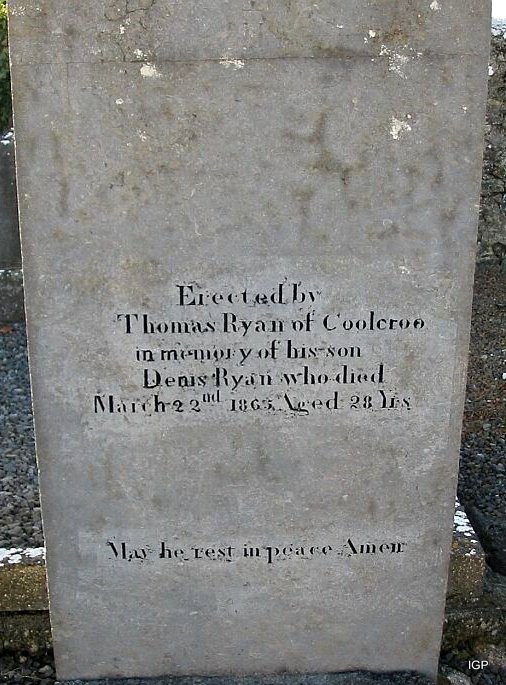 Erected by
Thomas Ryan of Coolcroo
in memory of his son
Denis Ryan who died
March 22nd 1865 Aged 28 Yrs
May he rest in peace Amen
IGP